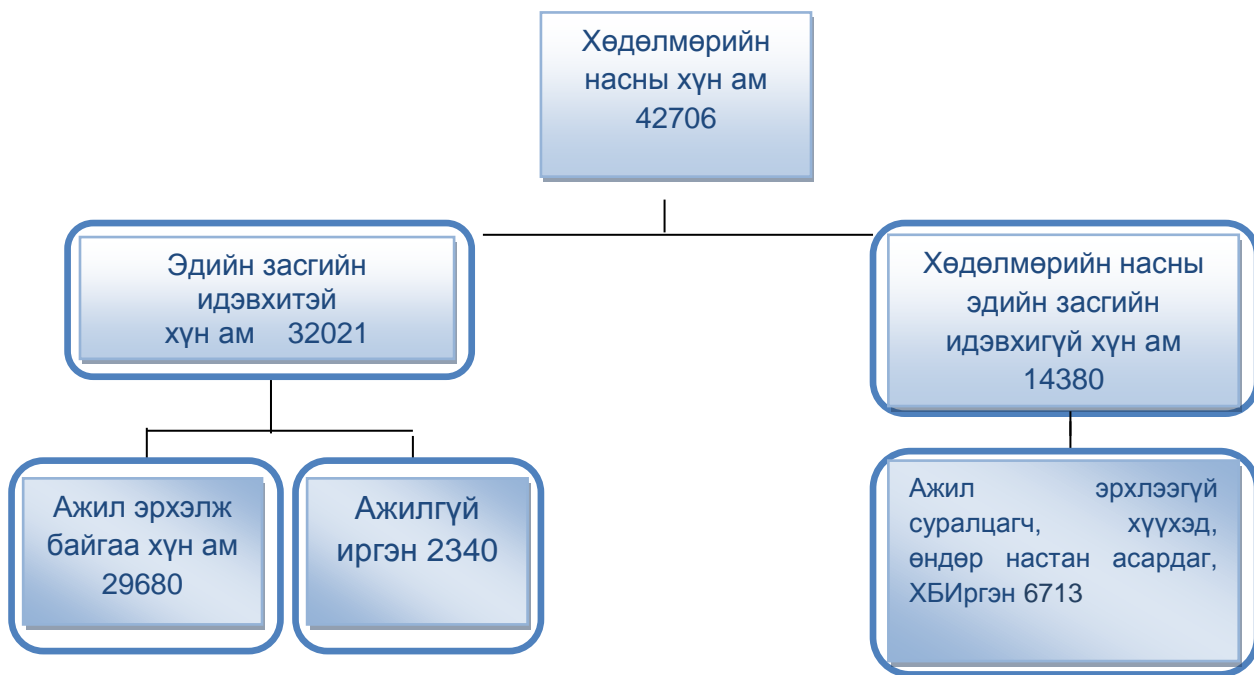 Хөдөлмөрийн
насны хүн ам
42706
Эдийн засгийн
идэвхитэй
хүн ам 32021
Хөдөлмөрийн насны
эдийн засгийн
идэвхигүй хүн ам
14380
Ажил эрхэлж
байгаа хүн ам
29680
Ажилгүй
иргэн 2340
Ажил эрхлээгүй
суралцагч, хүүхэд,
өндөр настан асардаг,
ХБИргэн 6713